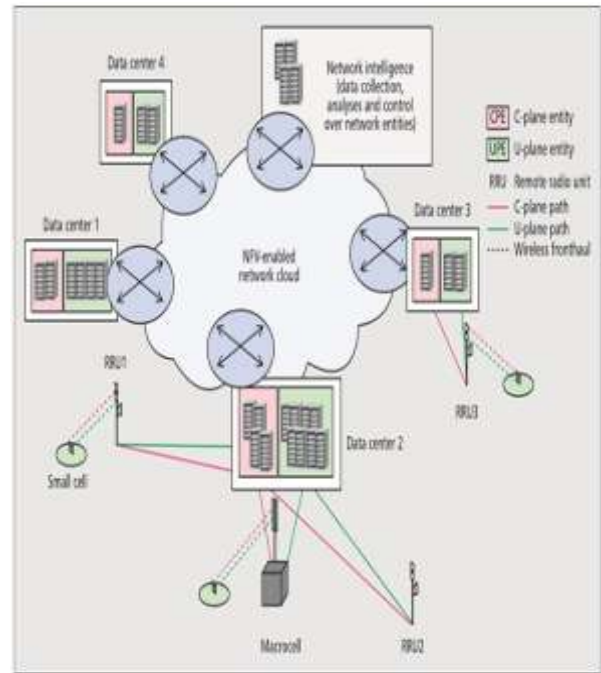 Data center 4
Network intelligence
(data collection,
analyses and control
over network entities)
CPE C-plane entity
UPE U-plane entity
RRU Remote radio unit
C-plane path
U-plane path
Wireless fronthaul
Data center 1
Data center 3
NFV-enabled
network cloud
RRU1
RRU3
Data center 2
Small cell
Macrocell
RRU2